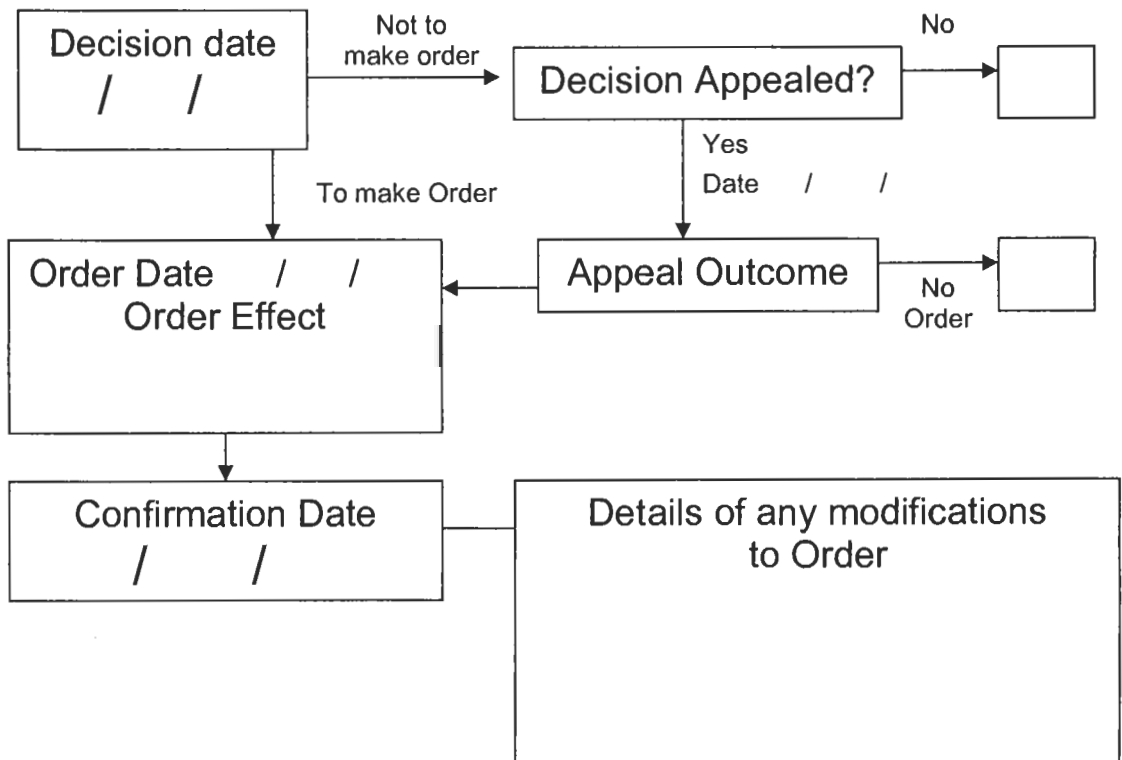 Decision date
/ /
Not to
make order
Decision Appealed?
No
Yes
Date / /
To make Order
Order Date / /
Order Effect
Appeal Outcome
No
Order
Confirmation Date
/ /
Details of any modifications
to Order